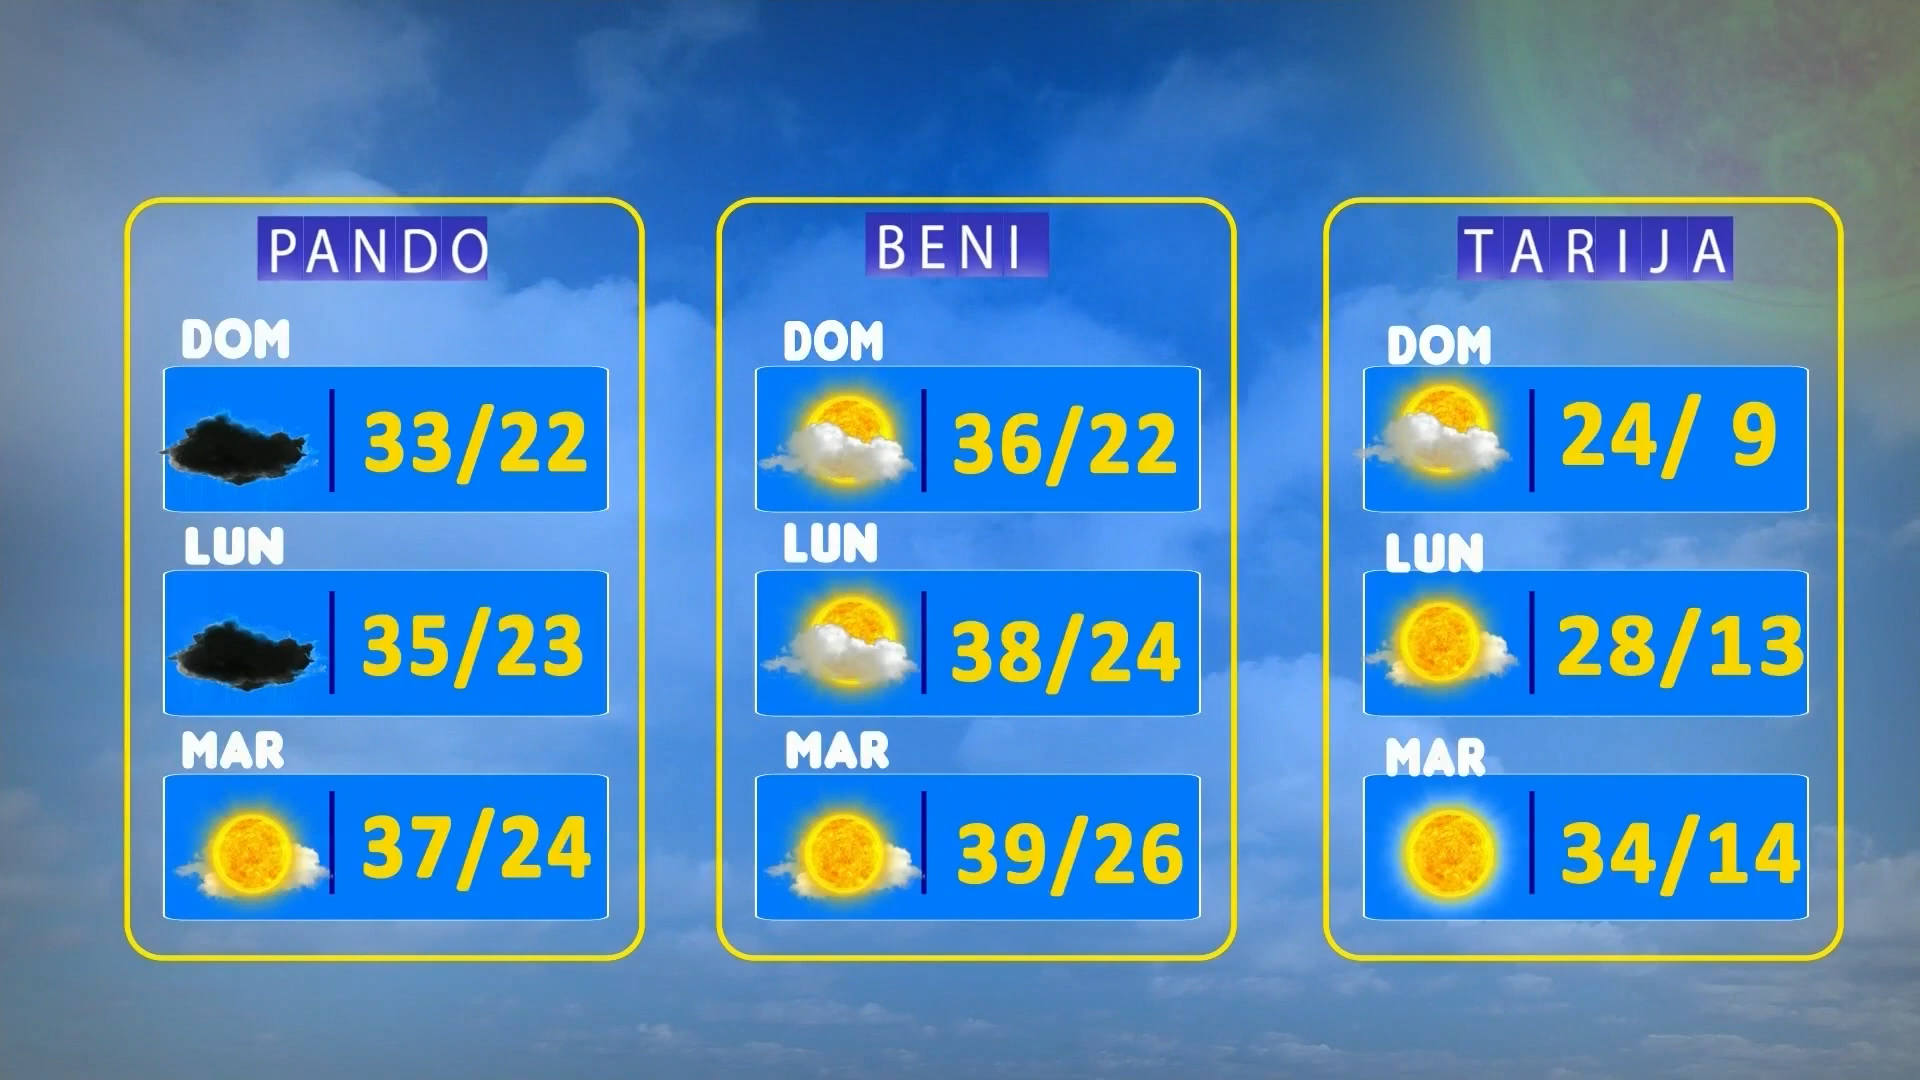 PANDO
DOM
33/22
LUN
35/23
MAR
37/24
BENI
DOM
36/22
LUN
38/24
MAR
39/26
TARIJA
DOM
24/ 9
LUN
28/13
MAR
34/14